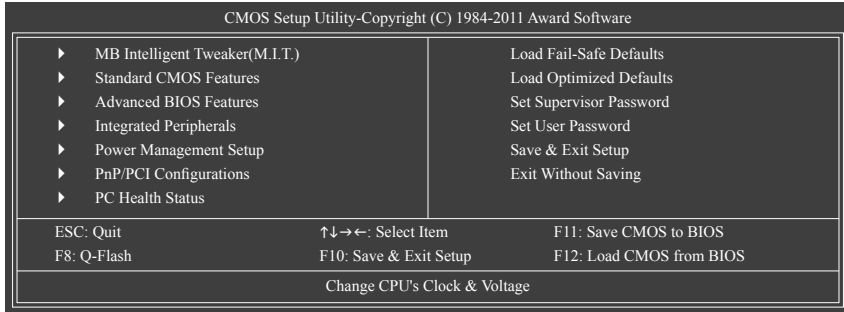 CMOS Setup Utility-Copyright (C) 1984-2011 Award Software
MB Intelligent Tweaker(M.I.T.)
Standard CMOS Features
Advanced BIOS Features
Integrated Peripherals
Power Management Setup
PnP/PCI Configurations
PC Health Status
Load Fail-Safe Defaults
Load Optimized Defaults
Set Supervisor Password
Set User Password
Save & Exit Setup
Exit Without Saving
ESC: Quit ↑↓→←: Select Item F11: Save CMOS to BIOS
F8: Q-Flash F10: Save & Exit Setup F12: Load CMOS from BIOS
Change CPU's Clock & Voltage